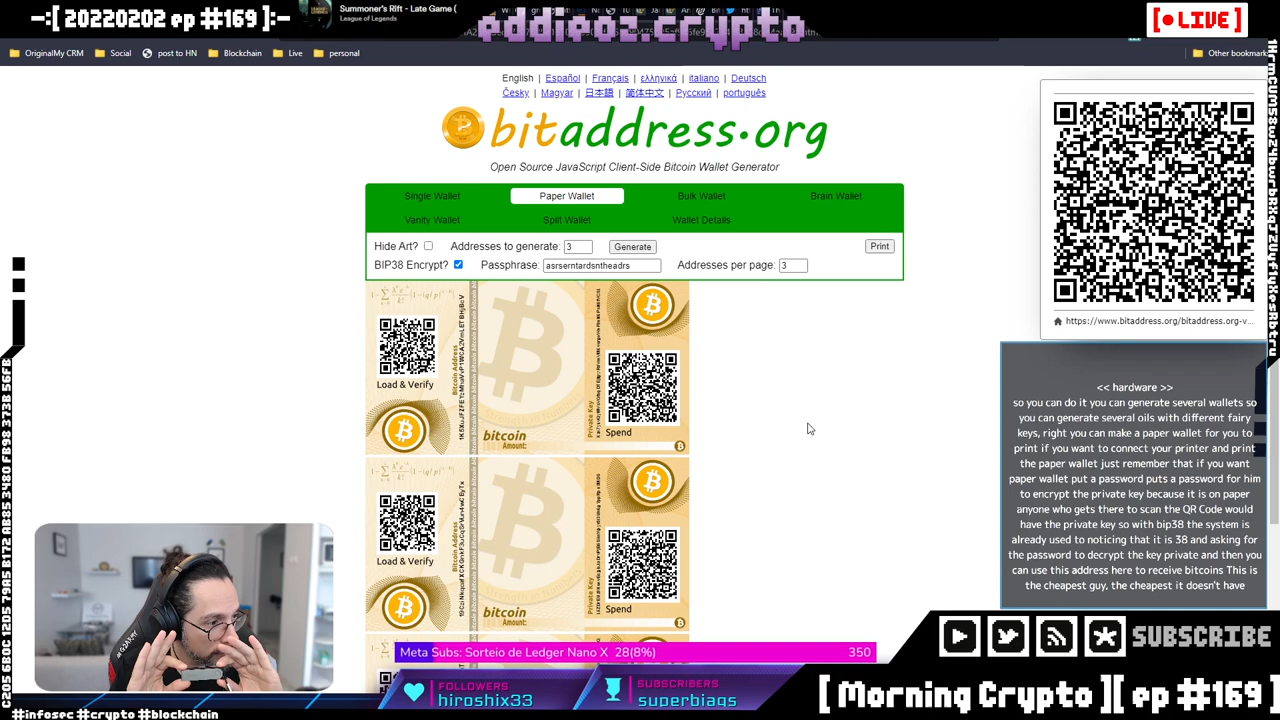 -:[ 20220202 ep #169 ]:-
Summoner's Rift - Late Game (
League of Legends
eddieoz.crypto
[ • LIVE ]
OriginalMy CRM
Social
post to HN
Blockchain
Live
personal
Other bookmark
English | Español | Français | ελληνικά | italiano | Deutsch
Česky | Magyar | 日本語 | 简体中文 | Русский | português
bitaddress.org
Open Source JavaScript Client-Side Bitcoin Wallet Generator
Single Wallet
Paper Wallet
Bulk Wallet
Brain Wallet
Vanity Wallet
Split Wallet
Wallet Details
Hide Art?
Addresses to generate: 3
Generate
Print
BIP38 Encrypt?
Passphrase: asrserntardsntheadrs
Addresses per page: 3
Bitcoin Address
Load & Verify
bitcoin
Amount:
Private Key
Spend
Bitcoin Address
Load & Verify
bitcoin
Amount:
Private Key
Spend
https://www.bitaddress.org/bitaddress.org-v...
<< hardware >>
so you can do it you can generate several wallets so
you can generate several oils with different fairy
keys, right you can make a paper wallet for you to
print if you want to connect your printer and print
the paper wallet just remember that if you want
paper wallet put a password puts a password for him
to encrypt the private key because it is on paper
anyone who gets there to scan the QR Code would
have the private key so with bip38 the system is
already used to noticing that it is 38 and asking for
the password to decrypt the key private and then you
can use this address here to receive bitcoins This is
the cheapest guy, the cheapest it doesn't have
Meta Subs: Sorteio de Ledger Nano X 28(8%)
350
FOLLOWERS
hiroshix33
SUBSCRIBERS
superbiaqs
SUBSCRIBE
[ Morning Crypto ][ ep #169 ]
#infosec #crypto #blockchain